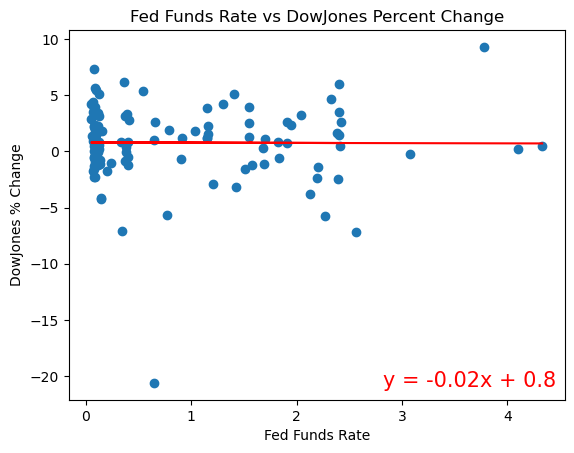 Fed Funds Rate vs DowJones Percent Change
DowJones % Change
10
5
0
−5
−10
−15
−20
y = -0.02x + 0.8
0 1 2 3 4
Fed Funds Rate